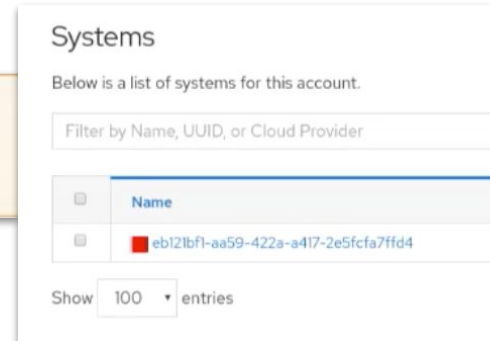 Systems
Below is a list of systems for this account.
Filter by Name, UUID, or Cloud Provider
Name
eb121bf1-aa59-422a-a417-2e5fcfa7ffd4
Show 100 entries